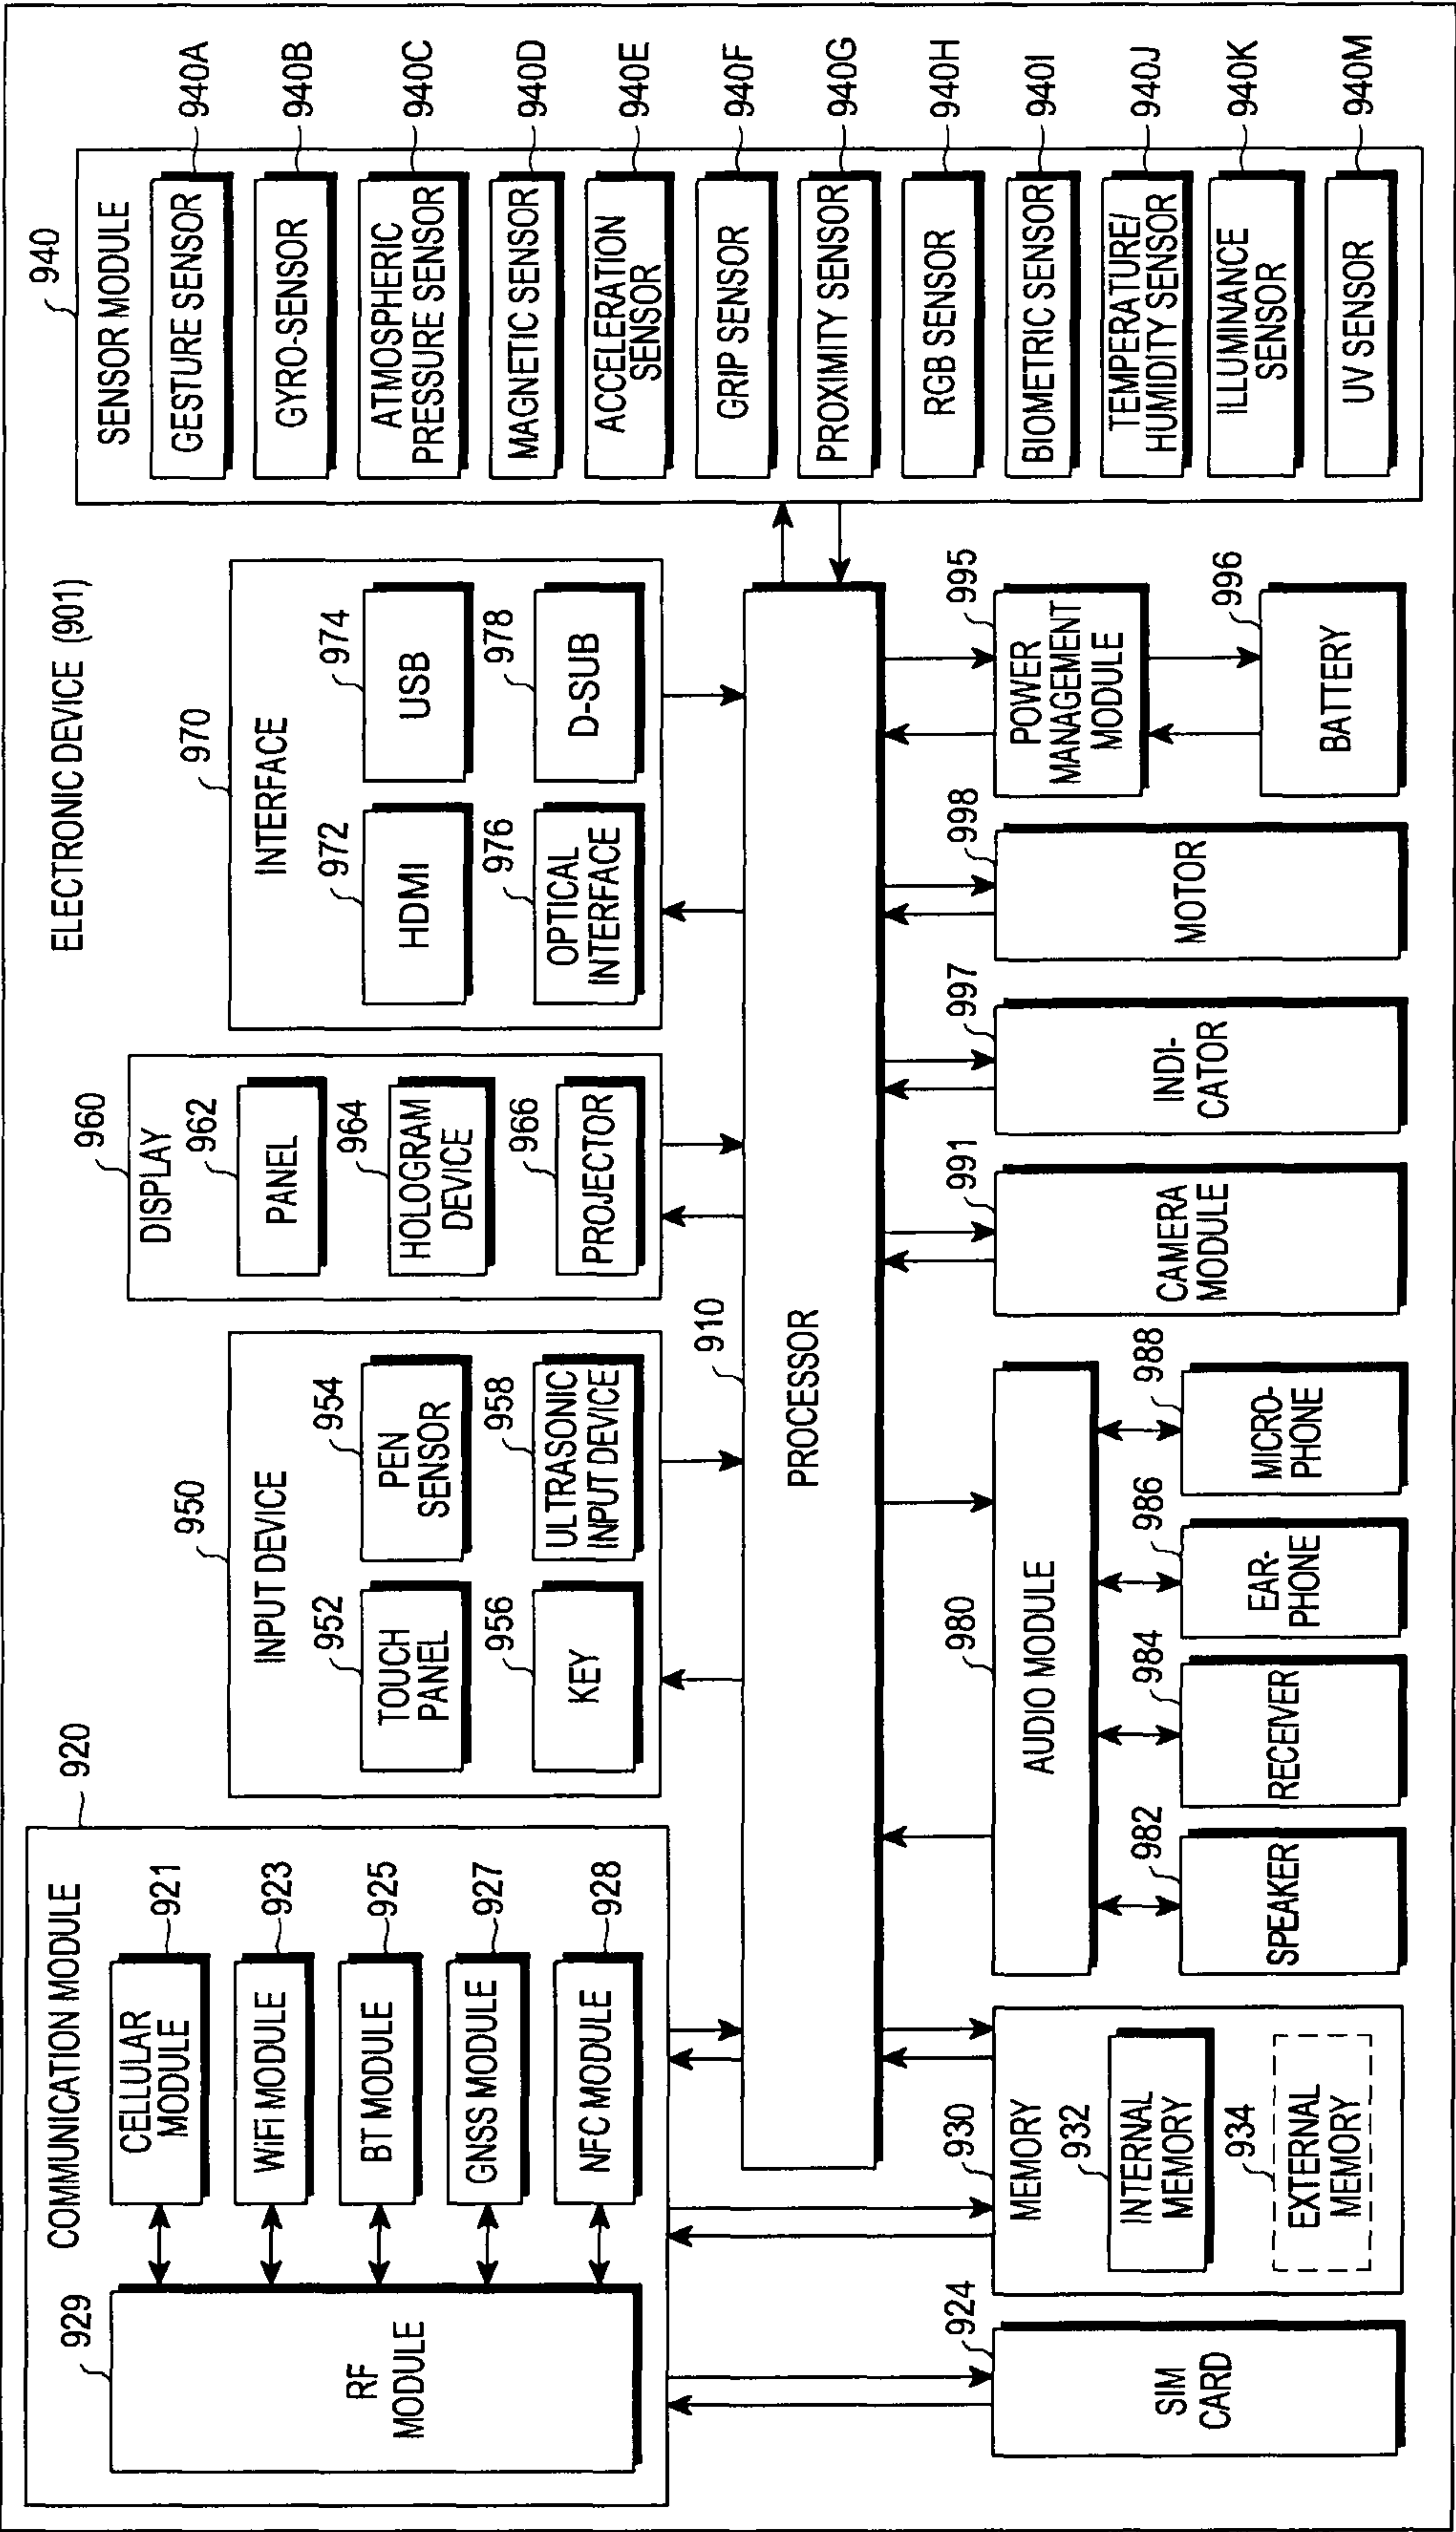 ELECTRONIC DEVICE (901)
920
COMMUNICATION MODULE
929
RF
MODULE
CELLULAR
MODULE
921
WiFi MODULE
923
BT MODULE
925
GNSS MODULE
927
NFC MODULE
928
950
INPUT DEVICE
952
TOUCH
PANEL
954
PEN
SENSOR
956
KEY
958
ULTRASONIC
INPUT DEVICE
960
DISPLAY
962
PANEL
964
HOLOGRAM
DEVICE
966
PROJECTOR
970
INTERFACE
972
HDMI
974
USB
976
OPTICAL
INTERFACE
978
D-SUB
940
SENSOR MODULE
GESTURE SENSOR
940A
GYRO-SENSOR
940B
ATMOSPHERIC
PRESSURE SENSOR
940C
MAGNETIC SENSOR
940D
ACCELERATION
SENSOR
940E
GRIP SENSOR
940F
PROXIMITY SENSOR
940G
RGB SENSOR
940H
BIOMETRIC SENSOR
940I
TEMPERATURE/
HUMIDITY SENSOR
940J
ILLUMINANCE
SENSOR
940K
UV SENSOR
940M
910
PROCESSOR
924
SIM
CARD
930
MEMORY
932
INTERNAL
MEMORY
934
EXTERNAL
MEMORY
980
AUDIO MODULE
982
SPEAKER
984
RECEIVER
986
EAR-
PHONE
988
MICRO-
PHONE
991
CAMERA
MODULE
997
INDI-
CATOR
998
MOTOR
995
POWER
MANAGEMENT
MODULE
996
BATTERY